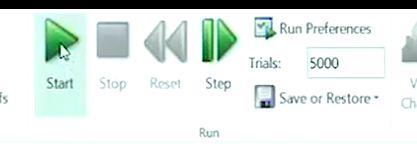 Run Preferences
Trials: 5000
Start Stop Reset Step
Save or Restore
Run